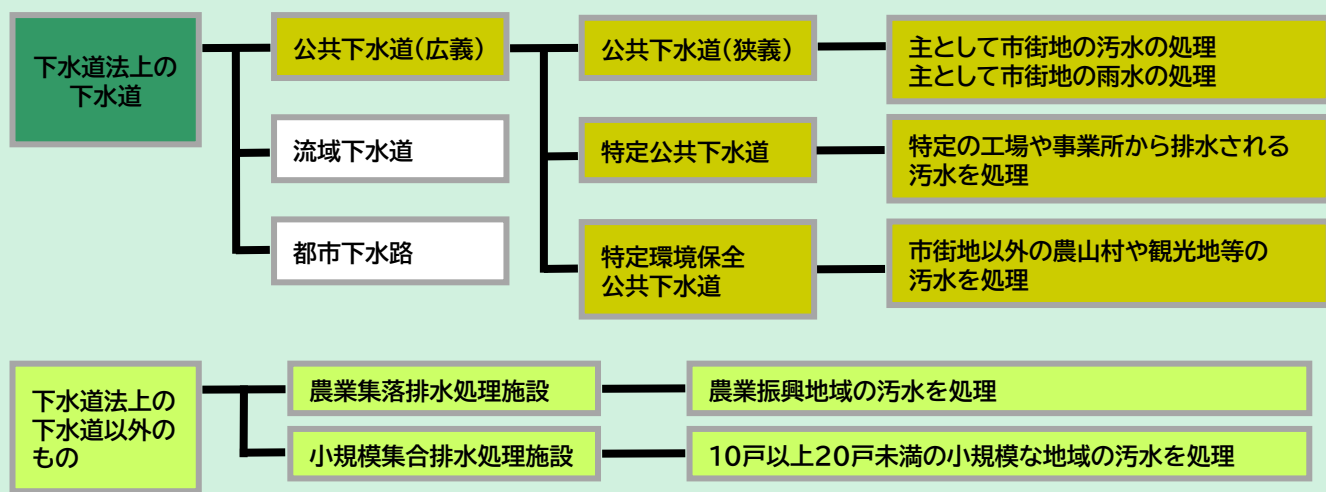 下水道法上の
下水道
公共下水道(広義)
公共下水道(狭義)
主として市街地の汚水の処理
主として市街地の雨水の処理
流域下水道
特定公共下水道
特定の工場や事業所から排水される
汚水を処理
都市下水路
特定環境保全
公共下水道
市街地以外の農山村や観光地等の
汚水を処理
下水道法上の
下水道以外の
もの
農業集落排水処理施設
農業振興地域の汚水を処理
小規模集合排水処理施設
10戸以上20戸未満の小規模な地域の汚水を処理